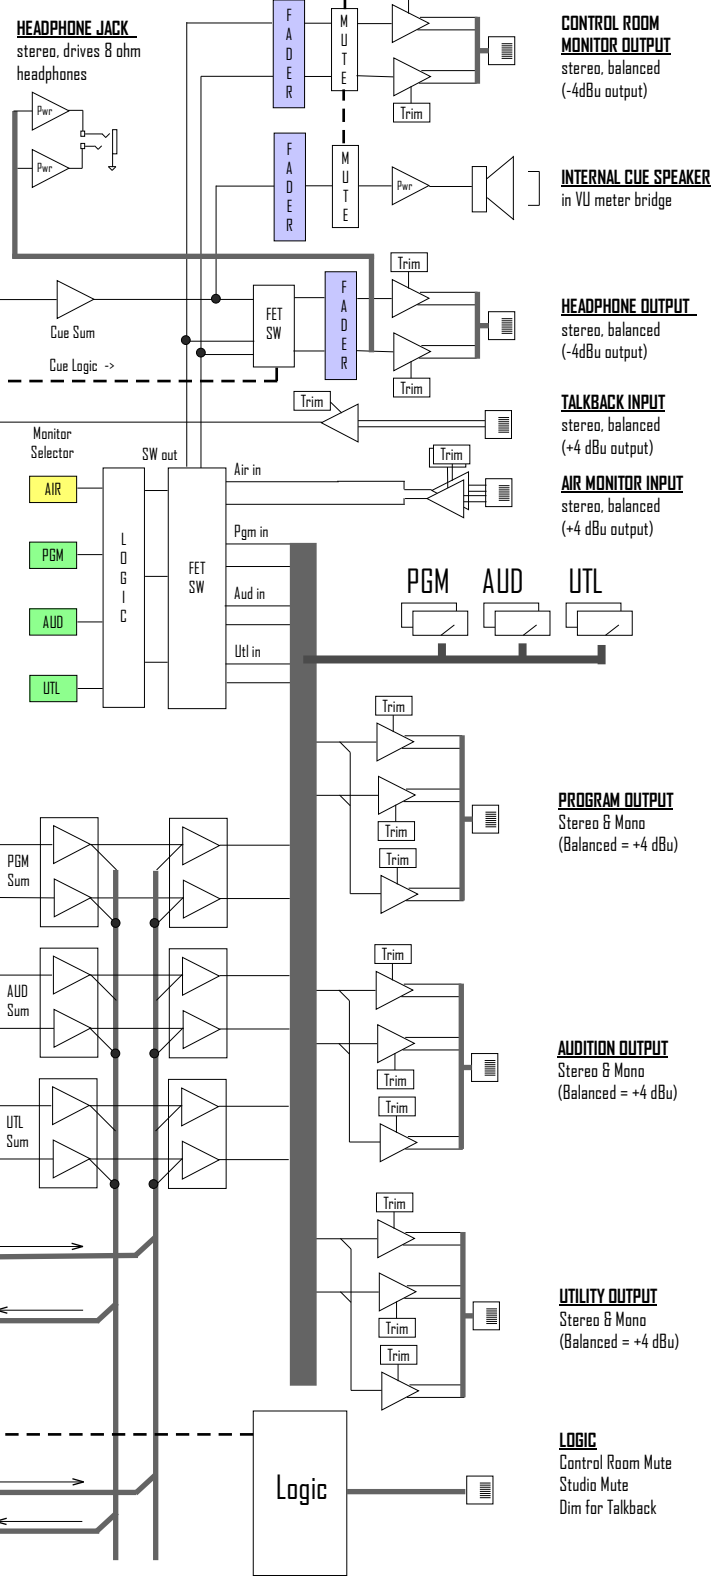 HEADPHONE JACK
stereo, drives 8 ohm
headphones
Pwr
Pwr
FADER
MUTE
Trim
CONTROL ROOM
MONITOR OUTPUT
stereo, balanced
(-4dBu output)
FADER
MUTE
Pwr
INTERNAL CUE SPEAKER
in VU meter bridge
Cue Sum
Cue Logic ->
FET
SW
FADER
Trim
Trim
HEADPHONE OUTPUT
stereo, balanced
(-4dBu output)
Trim
TALKBACK INPUT
stereo, balanced
(+4 dBu output)
Monitor
Selector
SW out
Air in
Trim
AIR MONITOR INPUT
stereo, balanced
(+4 dBu output)
AIR
PGM
AUD
UTL
LOGIC
FET
SW
Pgm in
Aud in
Utl in
PGM AUD UTL
Trim
Trim
Trim
PROGRAM OUTPUT
Stereo & Mono
(Balanced = +4 dBu)
PGM
Sum
AUD
Sum
UTL
Sum
Trim
Trim
Trim
AUDITION OUTPUT
Stereo & Mono
(Balanced = +4 dBu)
Trim
Trim
Trim
UTILITY OUTPUT
Stereo & Mono
(Balanced = +4 dBu)
Logic
LOGIC
Control Room Mute
Studio Mute
Dim for Talkback